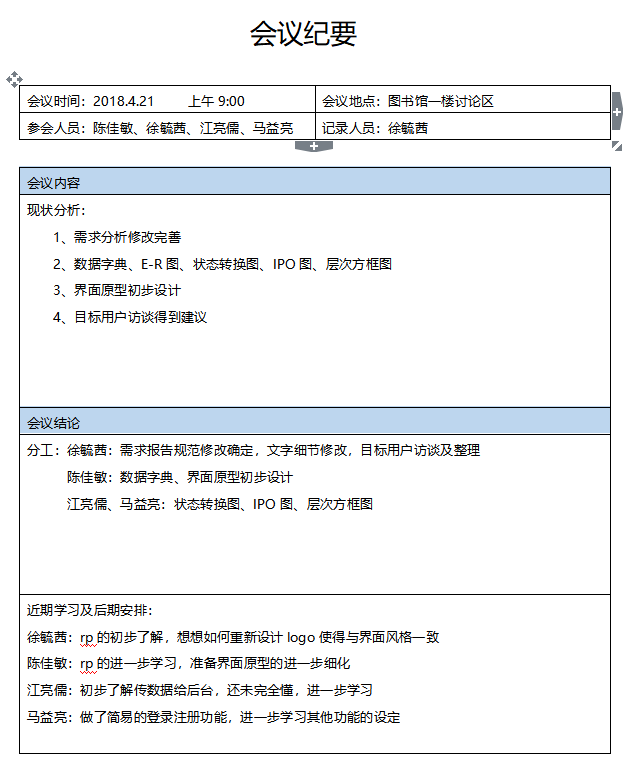 会议纪要
会议时间：2018.4.21 上午 9:00
会议地点：图书馆一楼讨论区
参会人员：陈佳敏、徐毓茜、江亮儒、马益亮
记录人员：徐毓茜
会议内容
现状分析：
1、需求分析修改完善
2、数据字典、E-R 图、状态转换图、IPO 图、层次方框图
3、界面原型初步设计
4、目标用户访谈得到建议
会议结论
分工：徐毓茜：需求报告规范修改确定，文字细节修改，目标用户访谈及整理
陈佳敏：数据字典、界面原型初步设计
江亮儒、马益亮：状态转换图、IPO 图、层次方框图
近期学习及后期安排：
徐毓茜：rp 的初步了解，想想如何重新设计 logo 使得与界面风格一致
陈佳敏：rp 的进一步学习，准备界面原型的进一步细化
江亮儒：初步了解传数据给后台，还未完全懂，进一步学习
马益亮：做了简易的登录注册功能，进一步学习其他功能的设定